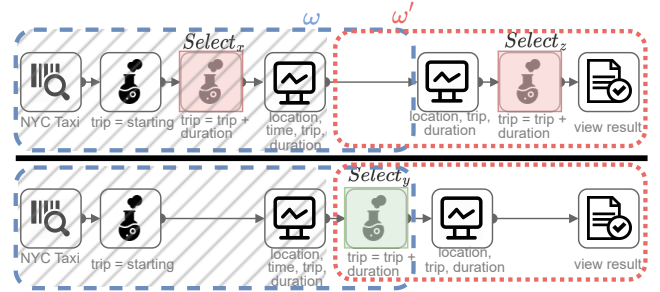 ω ω′
Select_x Select_z
NYC Taxi
trip = starting
trip = trip +
duration
location,
time, trip,
duration
location, trip,
duration
trip = trip +
duration
view result
Select_y
NYC Taxi
trip = starting
location,
time, trip,
duration
trip = trip +
duration
location,
trip, duration
view result